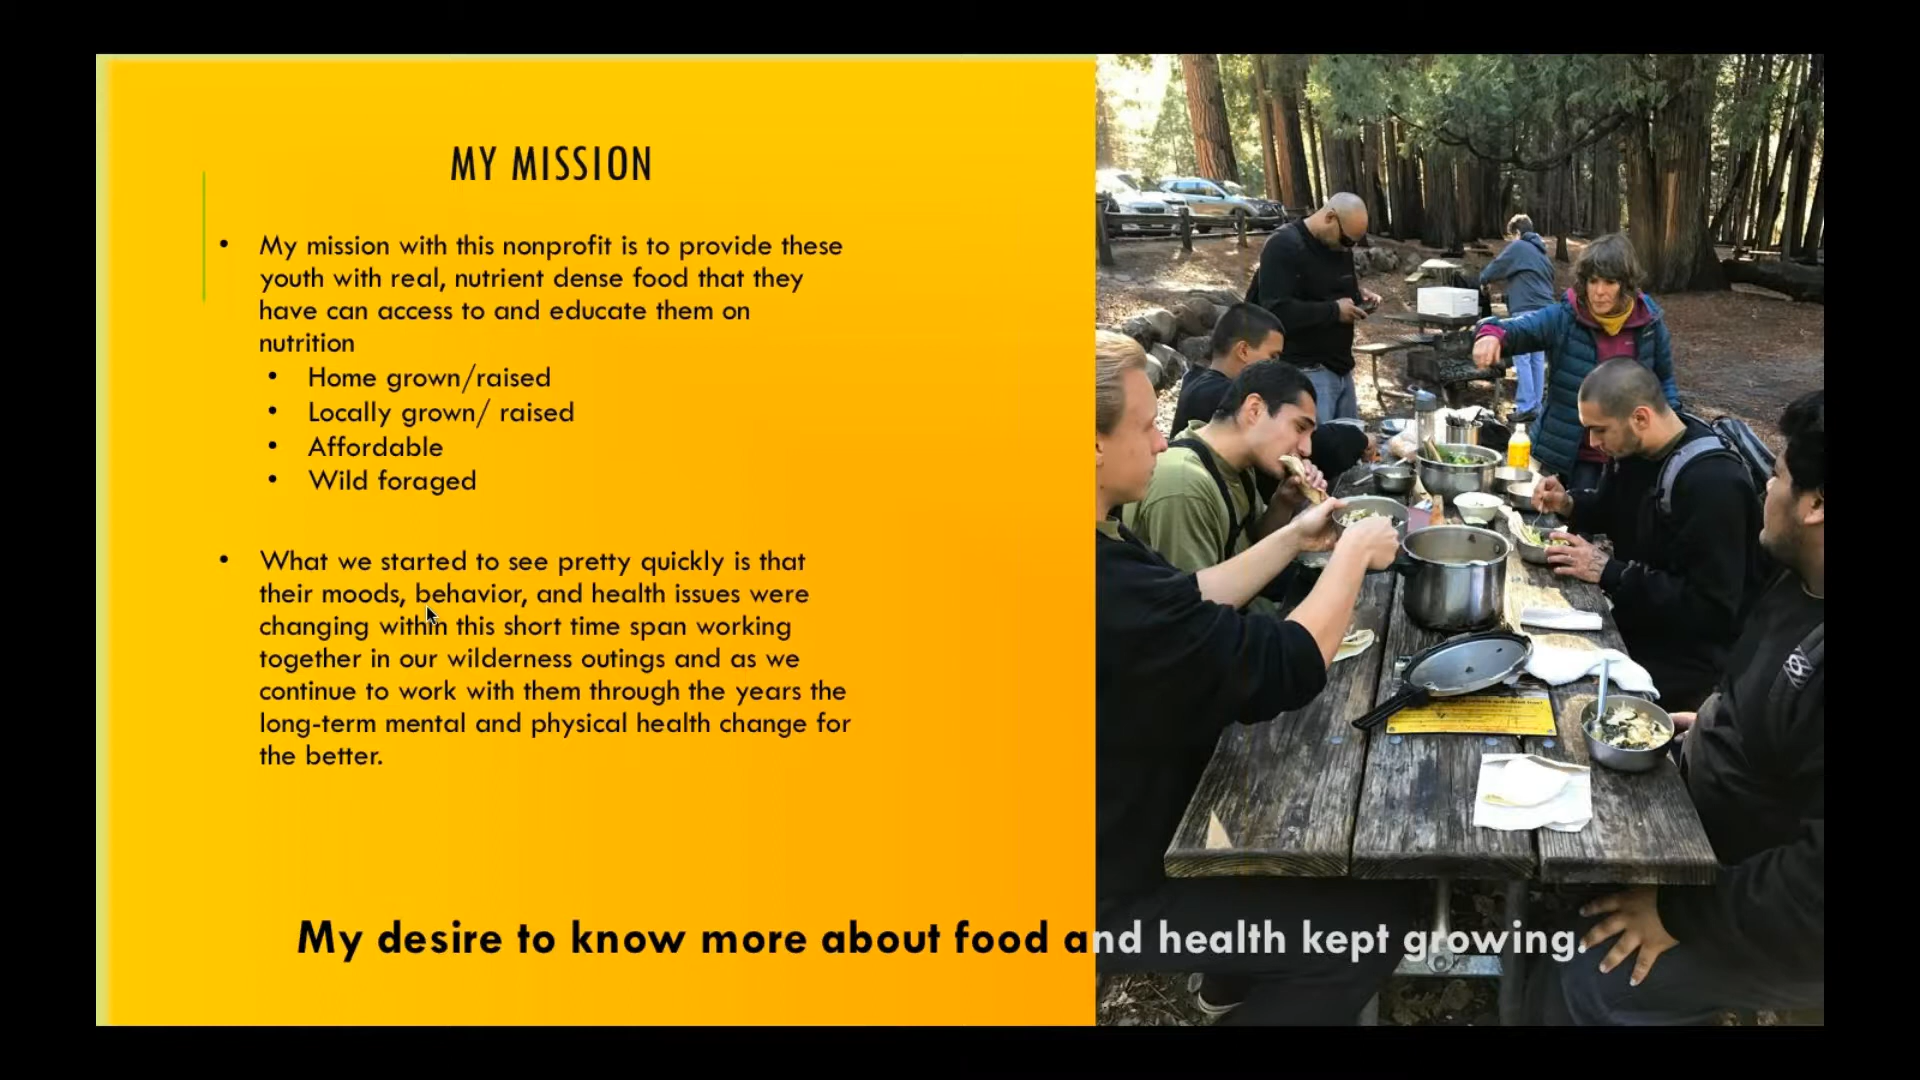 MY MISSION
• My mission with this nonprofit is to provide these
youth with real, nutrient dense food that they
have can access to and educate them on
nutrition
• Home grown/raised
• Locally grown/ raised
• Affordable
• Wild foraged
• What we started to see pretty quickly is that
their moods, behavior, and health issues were
changing within this short time span working
together in our wilderness outings and as we
continue to work with them through the years the
long-term mental and physical health change for
the better.
My desire to know more about food and health kept growing.